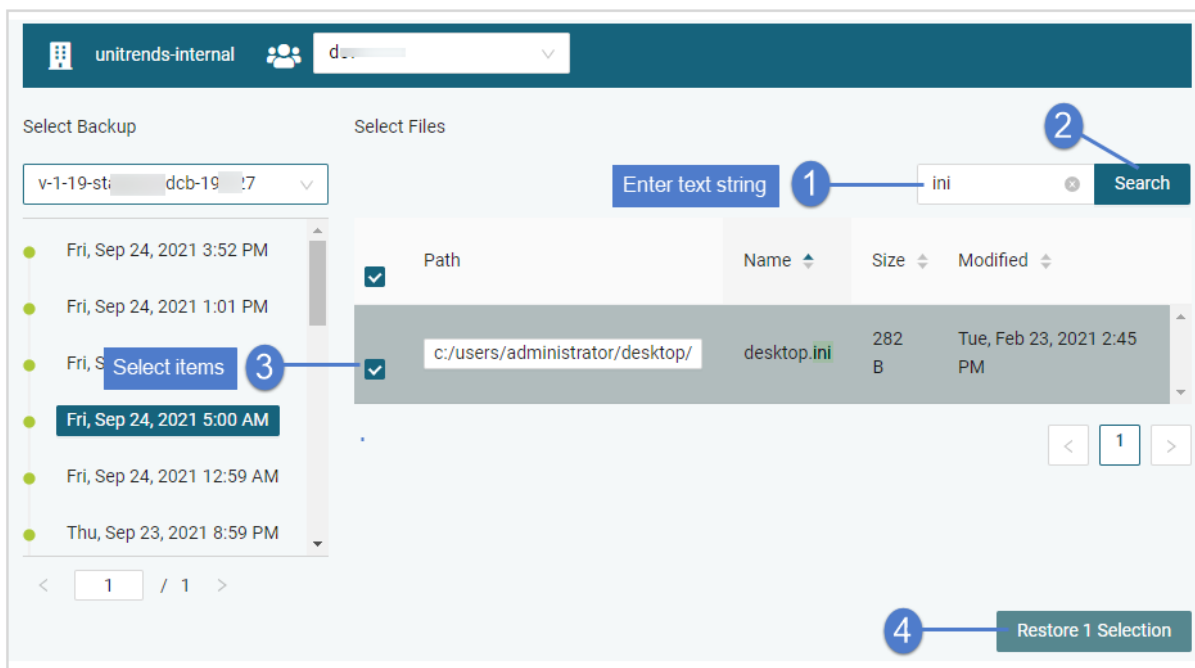 unitrends-internal
Select Backup
Select Files
2
Enter text string 1 ini Search
Path Name Size Modified
Fri, Sep 24, 2021 3:52 PM
Fri, Sep 24, 2021 1:01 PM
Fri,
Select items 3
c:/users/administrator/desktop/ desktop.ini 282 Tue, Feb 23, 2021 2:45
B PM
Fri, Sep 24, 2021 5:00 AM
Fri, Sep 24, 2021 12:59 AM
Thu, Sep 23, 2021 8:59 PM
< 1 / 1 >
< 1 >
4 Restore 1 Selection